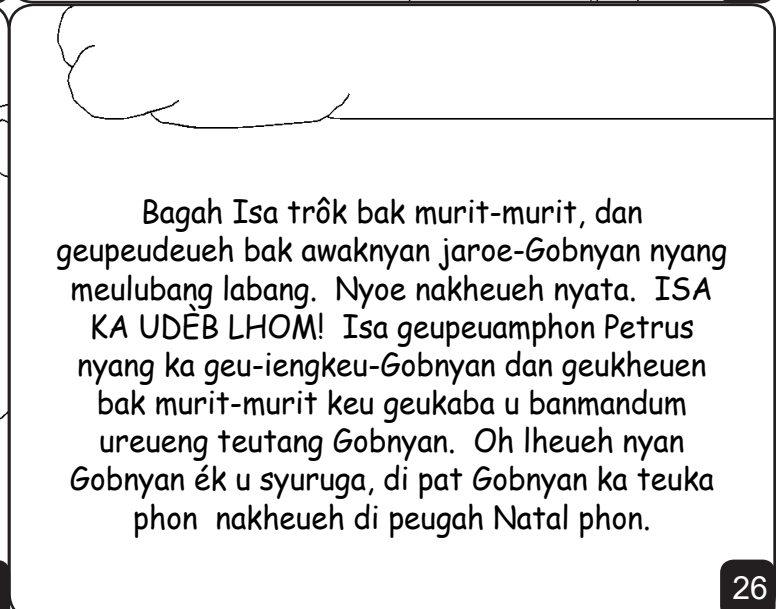 Bagah Isa trôk bak murit-murit, dan
geupeudeueh bak awaknyan jaroe-Gobnyan nyang
meulubang labang.  Nyoe nakheueh nyata.  ISA
KA UDÈB LHOM!  Isa geupeuamphon Petrus
nyang ka geu-iengkeu-Gobnyan dan geukheuen
bak murit-murit keu geukaba u banmandum
ureueng teutang Gobnyan.  Oh lheueh nyan
Gobnyan ék u syuruga, di pat Gobnyan ka teuka
phon  nakheueh di peugah Natal phon.
26